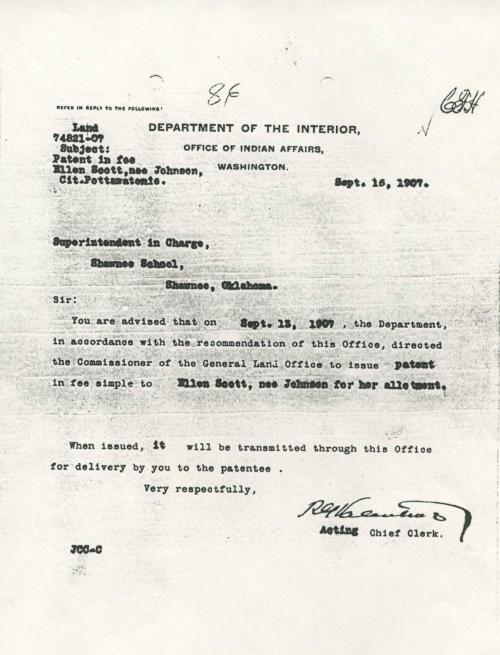 8F
REFER IN REPLY TO THE FOLLOWING:
Land
74821-07
Subject:
Patent in fee
Ellen Scott,nee Johnson,
Cit.Pottawatomie.
DEPARTMENT OF THE INTERIOR,
OFFICE OF INDIAN AFFAIRS,
WASHINGTON.
Sept. 16, 1907.
Superintendent in Charge,
Shawnee School,
Shawnee, Oklahoma.
Sir:
You are advised that on Sept. 13, 1907 , the Department,
in accordance with the recommendation of this Office, directed
the Commissioner of the General Land Office to issue patent
in fee simple to Ellen Scott, nee Johnson for her allotment.
When issued, it will be transmitted through this Office
for delivery by you to the patentee .
Very respectfully,
Acting Chief Clerk.
JCC-C